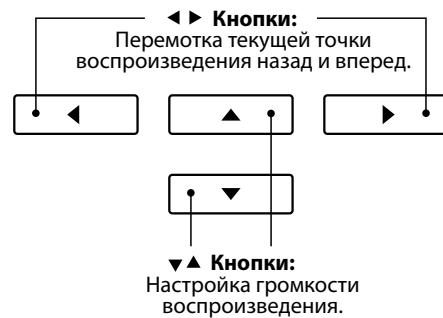 ◀ ▶ Кнопки:
Перемотка текущей точки
воспроизведения назад и вперед.
◀ ▲ ▶
▼
▼▲ Кнопки:
Настройка громкости
воспроизведения.